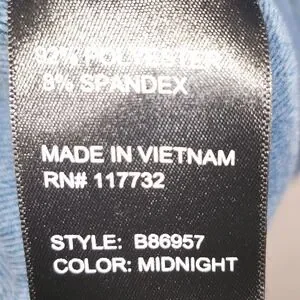 92% POLYESTER
8% SPANDEX
MADE IN VIETNAM
RN# 117732
STYLE: B86957
COLOR: MIDNIGHT